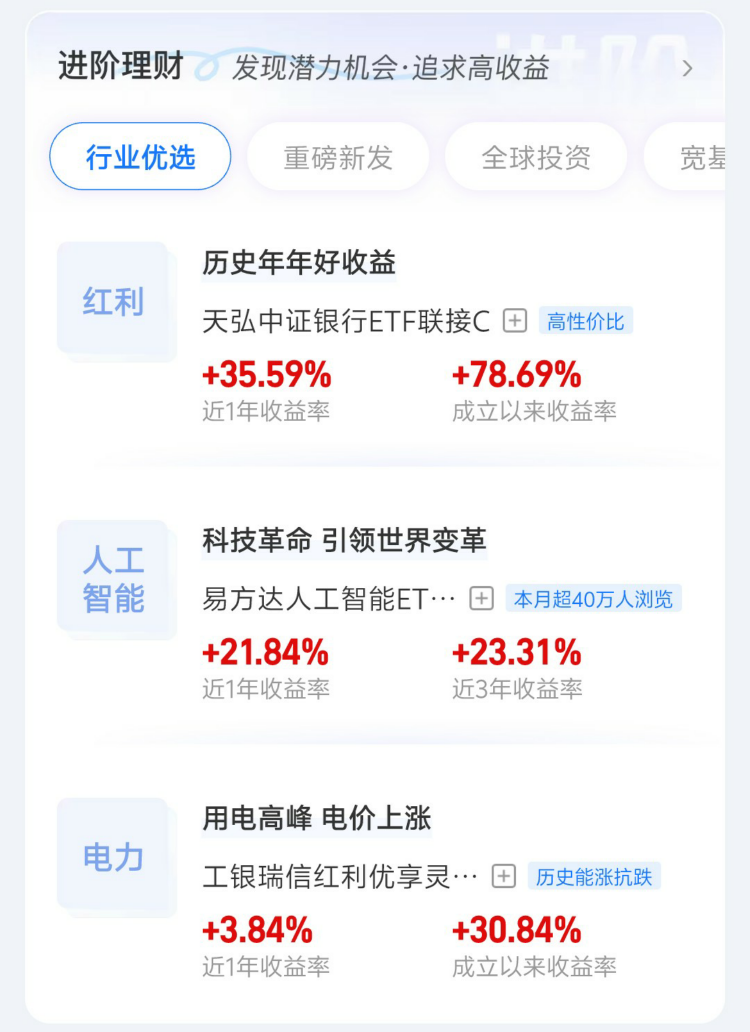 进阶理财 发现潜力机会·追求高收益
进阶
行业优选 重磅新发 全球投资 宽基
红利
历史年年好收益
天弘中证银行ETF联接C 高性价比
+35.59% +78.69%
近1年收益率 成立以来收益率
人工
智能
科技革命 引领世界变革
易方达人工智能ET… 本月超40万人浏览
+21.84% +23.31%
近1年收益率 近3年收益率
电力
用电高峰 电价上涨
工银瑞信红利优享灵… 历史能涨抗跌
+3.84% +30.84%
近1年收益率 成立以来收益率